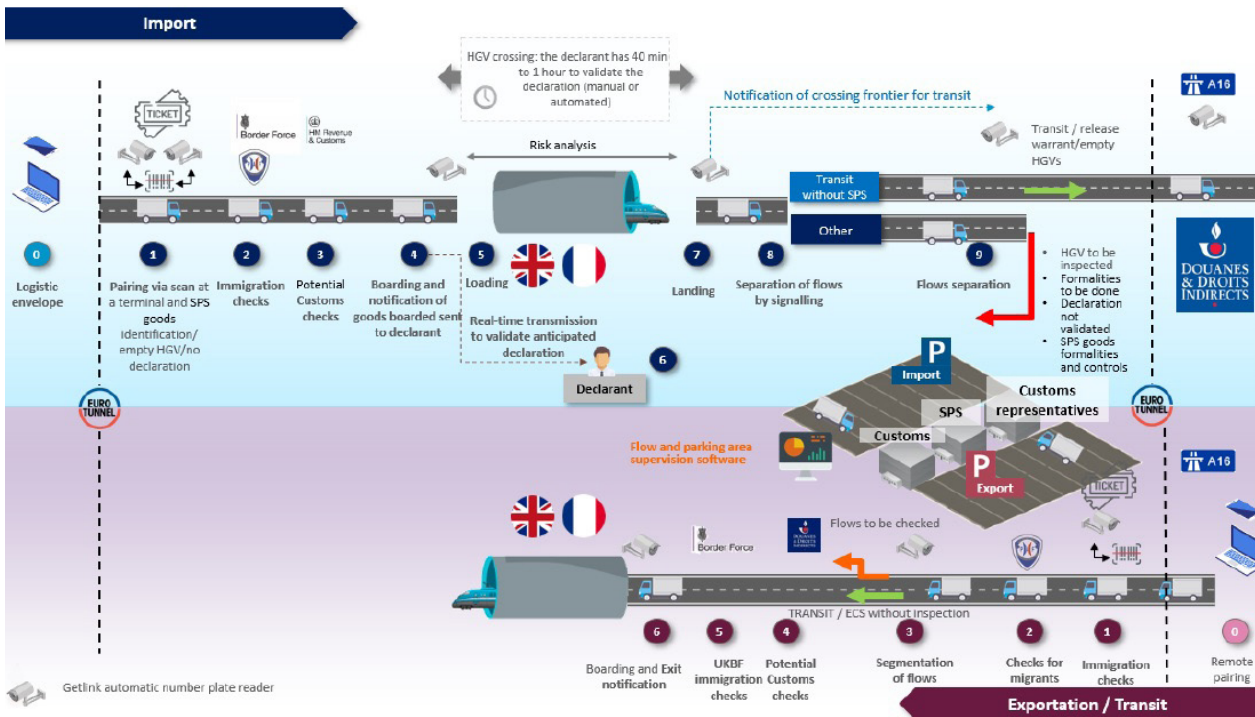 Import
HGV crossing: the declarant has 40 min
to 1 hour to validate the
declaration (manual or
automated)
Notification of crossing frontier for transit
A16
TICKET
Border Force
HM Revenue
& Customs
Risk analysis
Transit / release
warrant/empty
HGVs
Transit
without SPS
Other
0
1
2
3
4
5
7
8
9
Logistic
envelope
Pairing via scan at
a terminal and SPS
goods
identification/
empty HGV/no
declaration
Immigration
checks
Potential
Customs
checks
Boarding and
notification of
goods boarded sent
to declarant
Loading
Landing
Separation of flows
by signalling
Flows separation
• HGV to be
inspected
• Formalities
to be done
• Declaration
not
validated
• SPS goods
formalities
and controls
DOUANES
& DROITS
INDIRECTS
Real-time transmission
to validate anticipated
declaration
6
Declarant
EURO
TUNNEL
EURO
TUNNEL
P
Import
Customs
representatives
SPS
Customs
P
Export
Flow and parking area
supervision software
A16
TICKET
Flows to be checked
Border Force
DOUANES
& DROITS
INDIRECTS
TRANSIT / ECS without inspection
6
5
4
3
2
1
0
Boarding and Exit
notification
UKBF
immigration
checks
Potential
Customs
checks
Segmentation
of flows
Checks for
migrants
Immigration
checks
Remote
pairing
Getlink automatic number plate reader
Exportation / Transit